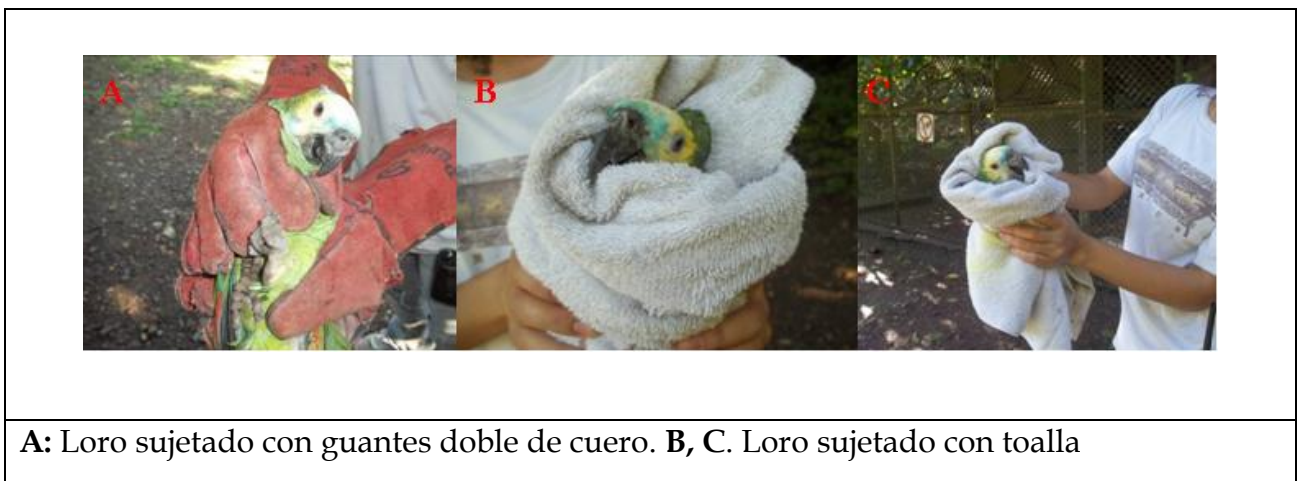 A
B
C
A: Loro sujetado con guantes doble de cuero. B, C. Loro sujetado con toalla